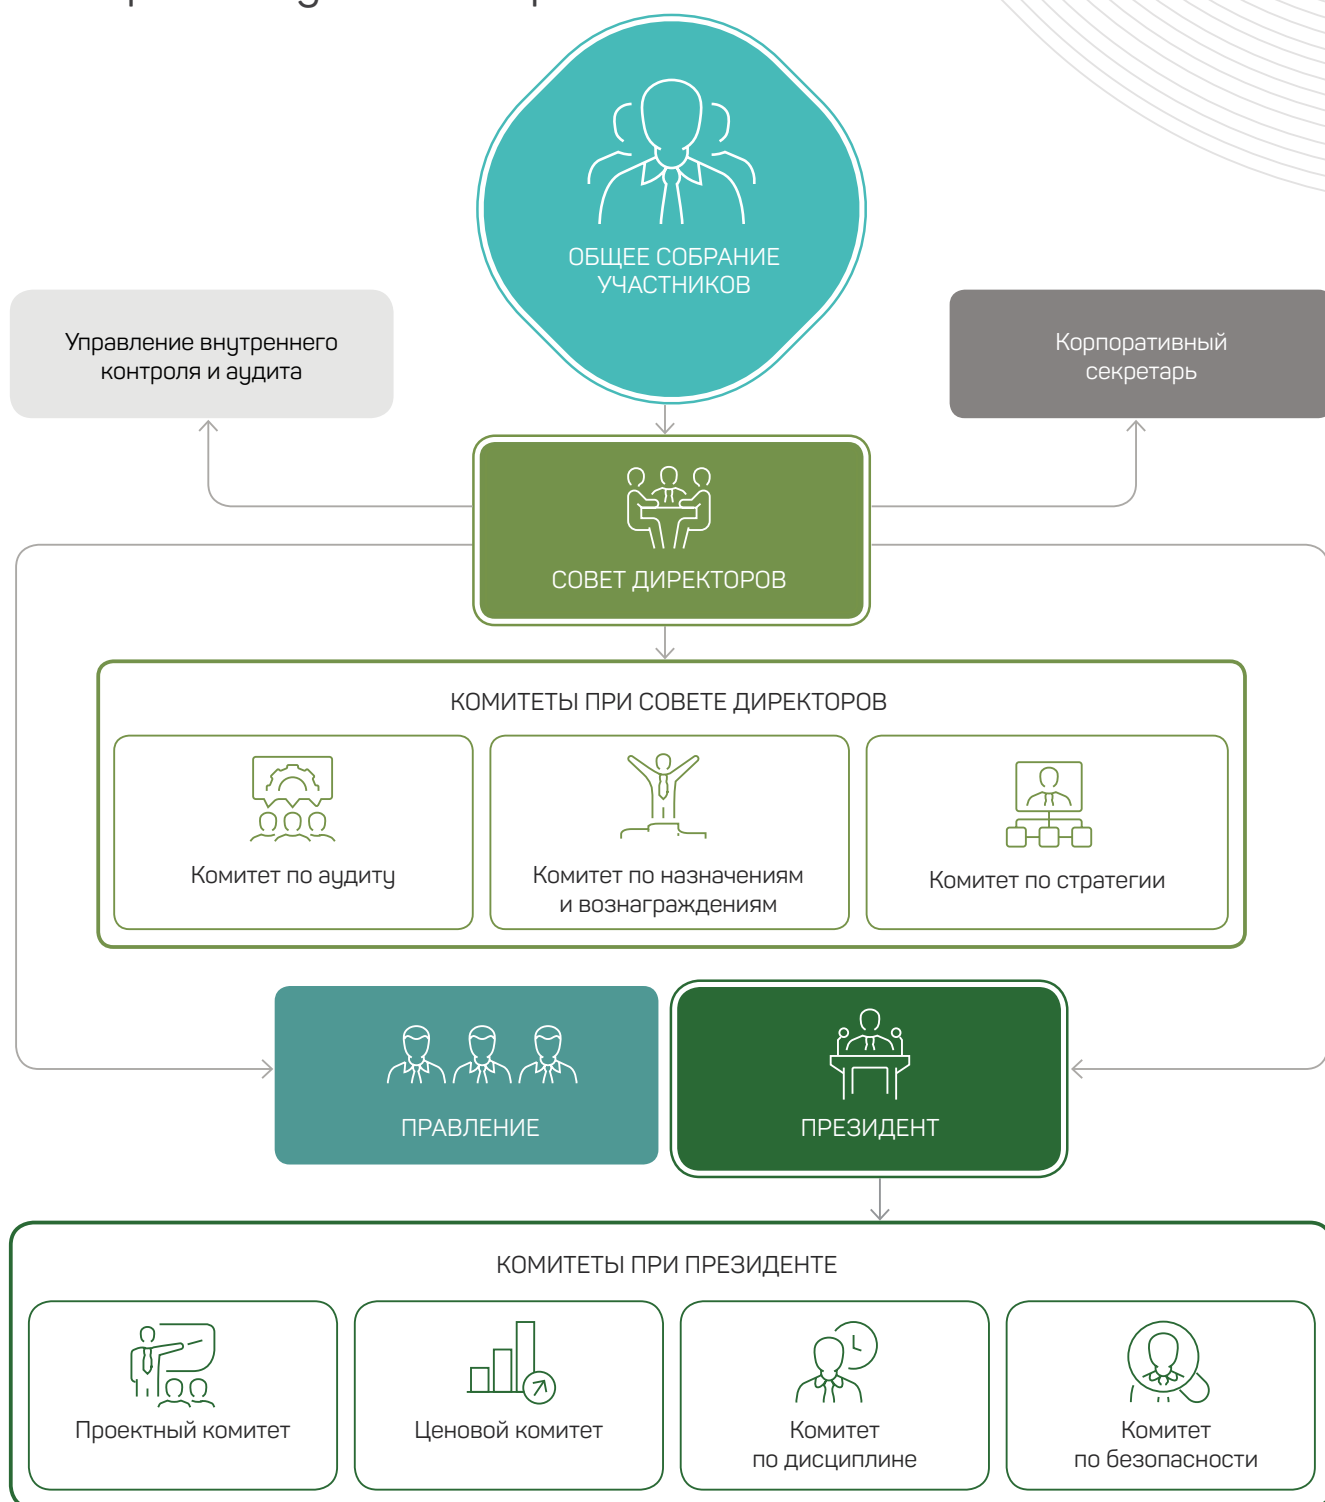 ОБЩЕЕ СОБРАНИЕ
УЧАСТНИКОВ
Управление внутреннего
контроля и аудита
Корпоративный
секретарь
СОВЕТ ДИРЕКТОРОВ
КОМИТЕТЫ ПРИ СОВЕТЕ ДИРЕКТОРОВ
Комитет по аудиту
Комитет по назначениям
и вознаграждениям
Комитет по стратегии
ПРАВЛЕНИЕ
ПРЕЗИДЕНТ
КОМИТЕТЫ ПРИ ПРЕЗИДЕНТЕ
Проектный комитет
Ценовой комитет
Комитет
по дисциплине
Комитет
по безопасности